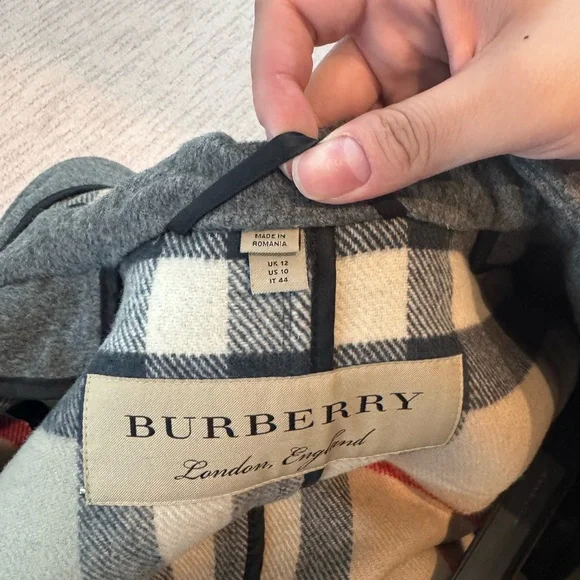 MADE IN
ROMANIA
UK 12
US 10
IT 44
BURBERRY
London, England